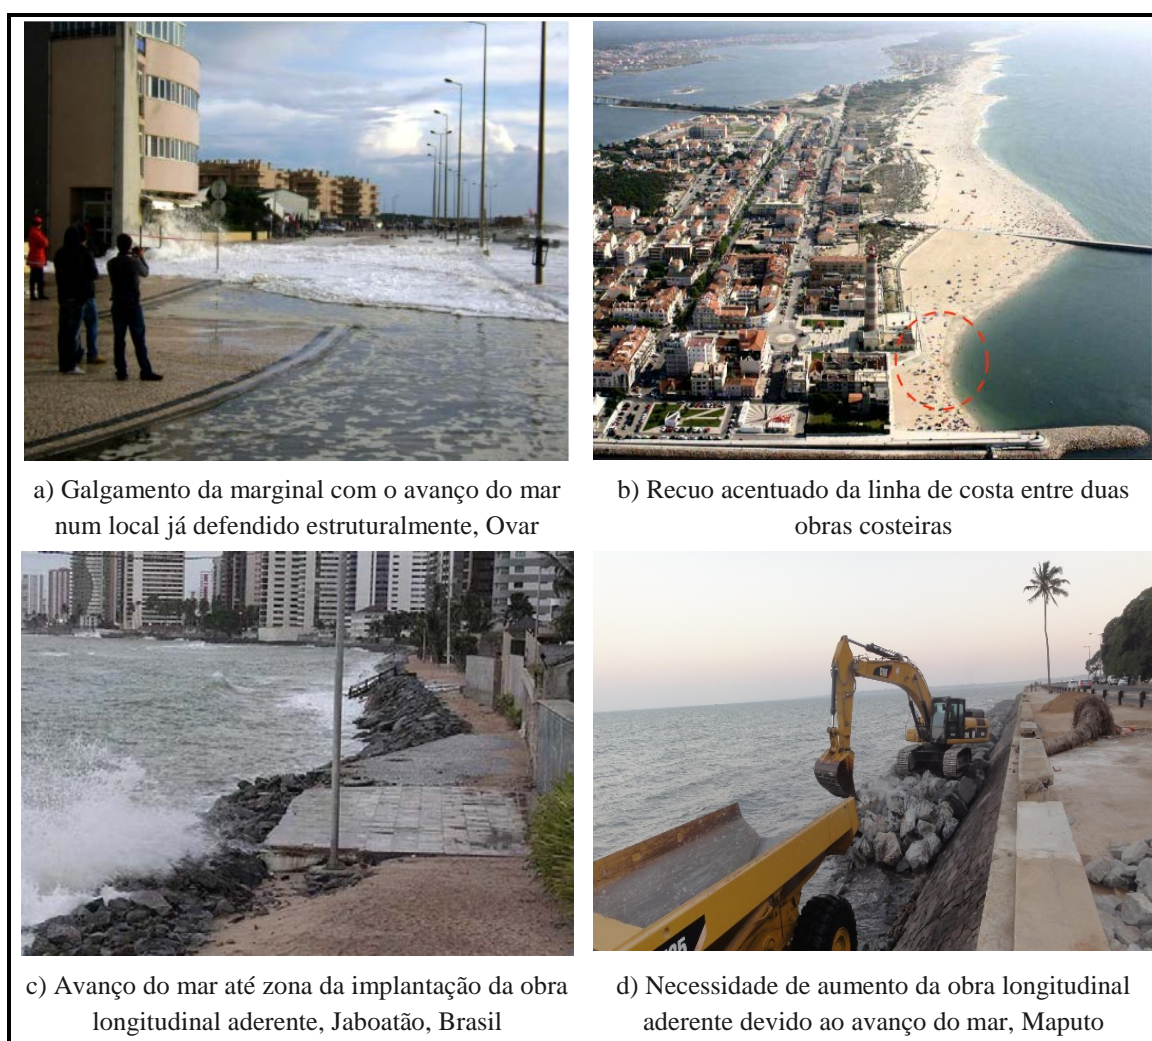 a) Galgamento da marginal com o avanço do mar
num local já defendido estruturalmente, Ovar
b) Recuo acentuado da linha de costa entre duas
obras costeiras
c) Avanço do mar até zona da implantação da obra
longitudinal aderente, Jaboatão, Brasil
d) Necessidade de aumento da obra longitudinal
aderente devido ao avanço do mar, Maputo